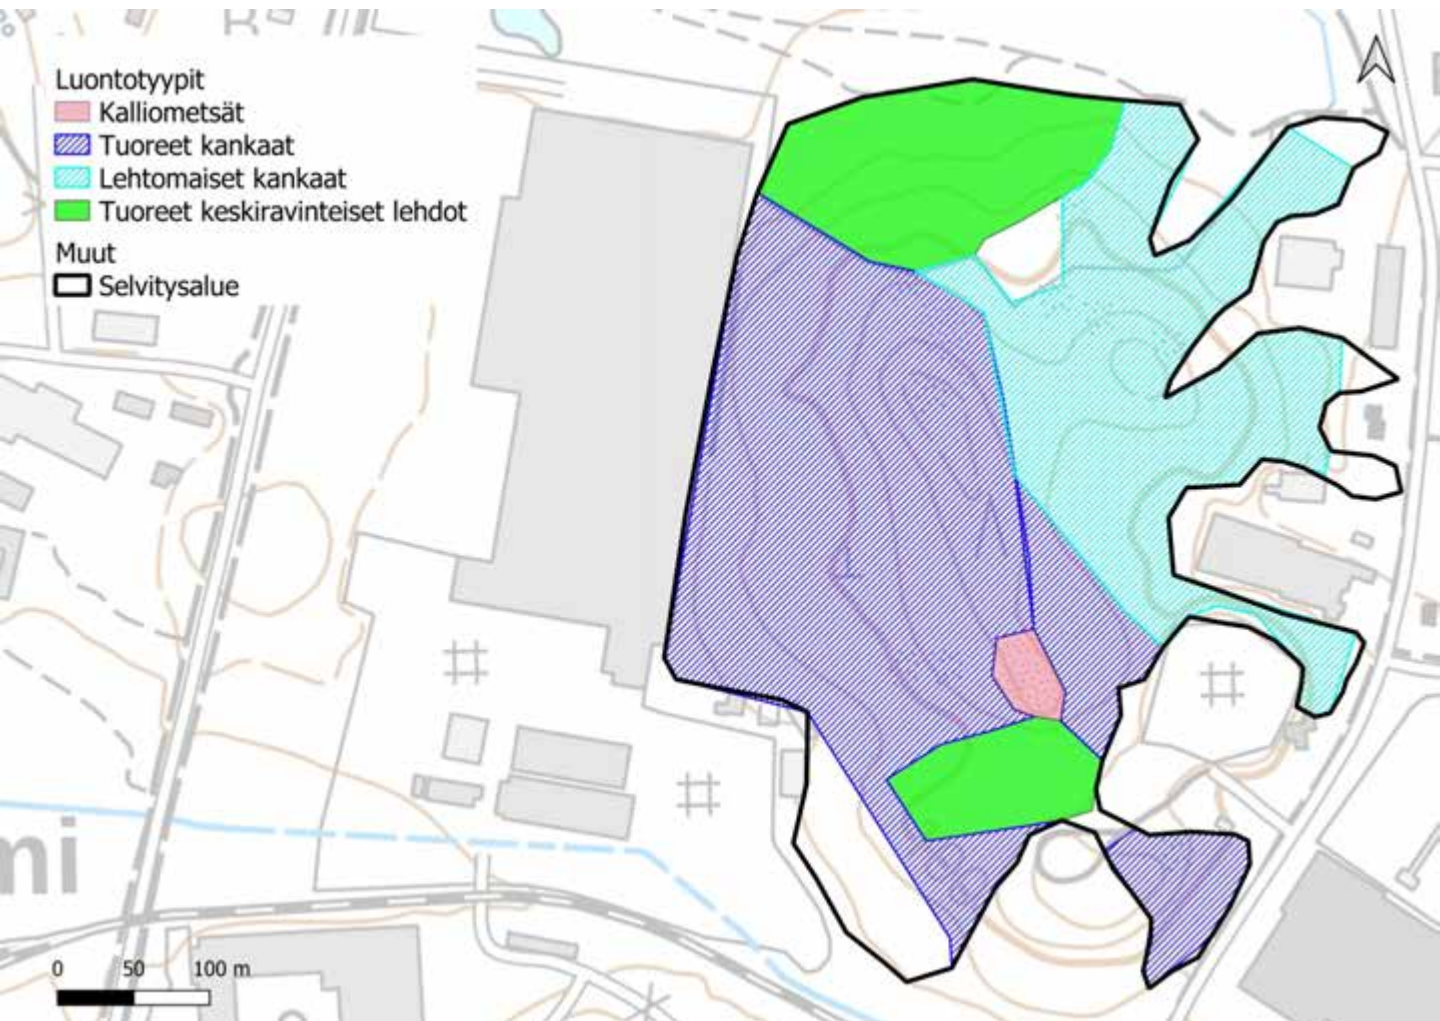 Luontotyypit
Kalliometsät
Tuoreet kankaat
Lehtomaiset kankaat
Tuoreet keskiravinteiset lehdot
Muut
Selvitysalue
mi
0 50 100 m